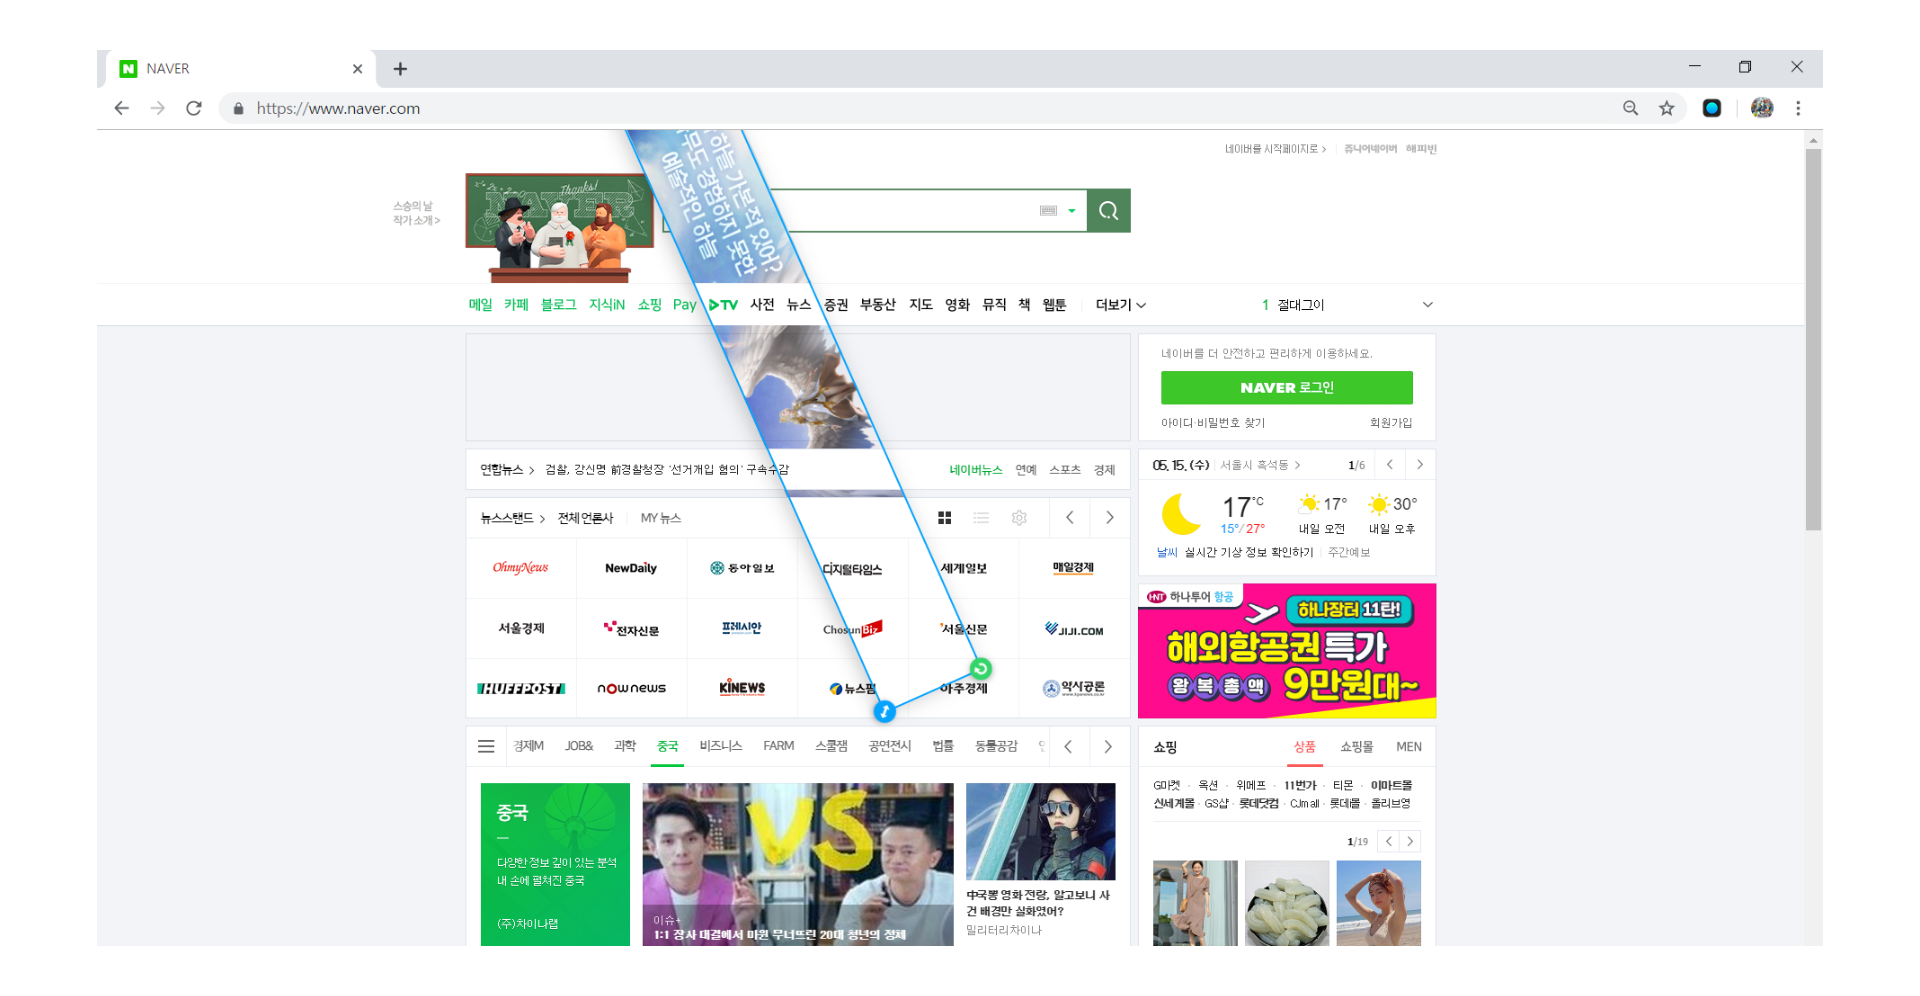 NAVER
https://www.naver.com
네이버를 시작페이지로 > 쥬니어네이버 해피빈
스승의 날
작가 소개 >
Thanks!
NAVER
하늘 가본 적 있어?
경험하지 못한
예술적인 하늘
메일 카페 블로그 지식iN 쇼핑 Pay TV 사전 뉴스 증권 부동산 지도 영화 뮤직 책 웹툰 더보기
1 절대그이
네이버를 더 안전하고 편리하게 이용하세요.
NAVER 로그인
아이디·비밀번호 찾기 회원가입
연합뉴스 > 검찰, 강신명 前경찰청장 '선거개입 혐의' 구속수감
네이버뉴스 연예 스포츠 경제
05. 15. (수) 서울시 흑석동 > 1/6
17°C 17° 30°
15°/27° 내일 오전 내일 오후
날씨 실시간 기상 정보 확인하기 주간예보
뉴스스탠드 > 전체 언론사 MY 뉴스
OhmyNews NewDaily 동아일보 디지털타임스 세계일보 매일경제
서울경제 전자신문 프레시안 ChosunBiz 서울신문 JIJI.COM
HUFFPOST nownews KiNEWS 뉴스핌 아주경제 약사공론
HNT 하나투어 항공
하나장터 11탄!
해외항공권 특가
왕복총액 9만원대~
경제M JOB& 과학 중국 비즈니스 FARM 스쿨잼 공연전시 법률 동물공감
중국
다양한 정보 깊이 있는 분석
내 손에 펼쳐진 중국
(주)차이나랩
VS
이슈+
1:1 장사 대결에서 마윈 무너뜨린 20대 청년의 정체
中국뽕 영화 전랑, 알고보니 사
건 배경만 실화였어?
밀리터리차이나
쇼핑 상품 쇼핑몰 MEN
G마켓 · 옥션 · 위메프 · 11번가 · 티몬 · 이마트몰
신세계몰 · GS샵 · 롯데닷컴 · CJmall · 롯데몰 · 올리브영
1/19